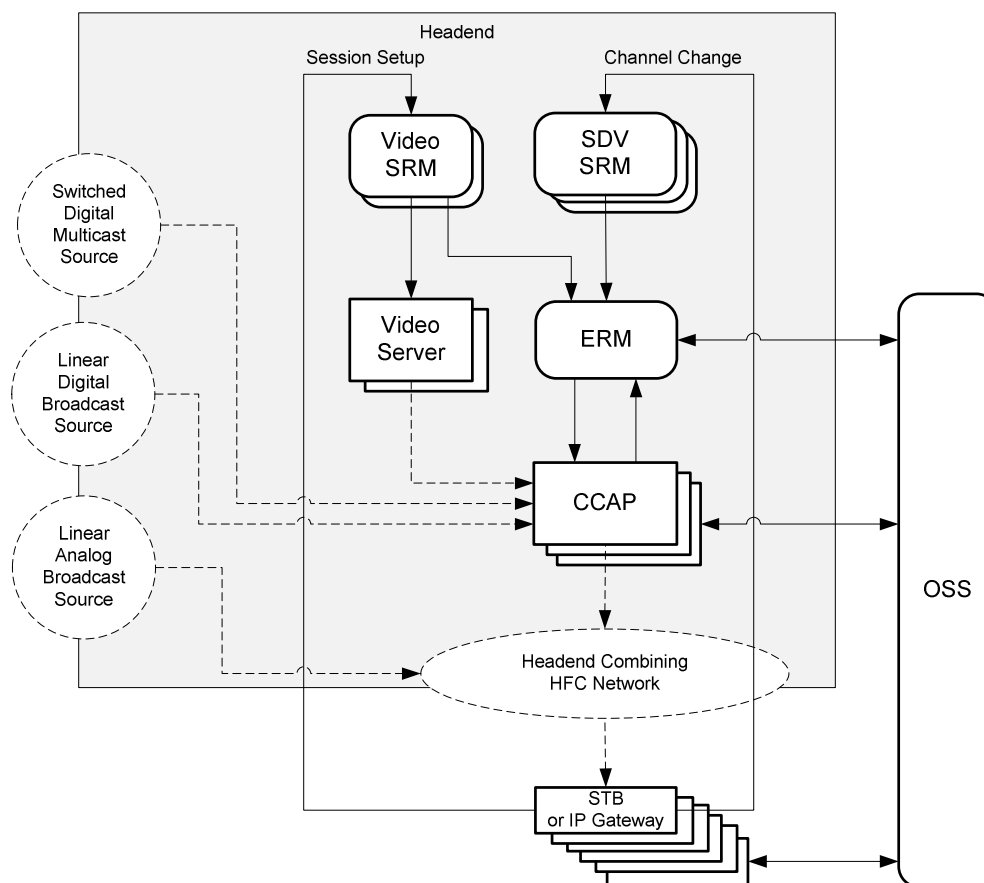 Headend
Session Setup
Channel Change
Video
SRM
SDV
SRM
Switched
Digital
Multicast
Source
Video
Server
ERM
Linear
Digital
Broadcast
Source
CCAP
Linear
Analog
Broadcast
Source
OSS
Headend Combining
HFC Network
STB
or IP Gateway